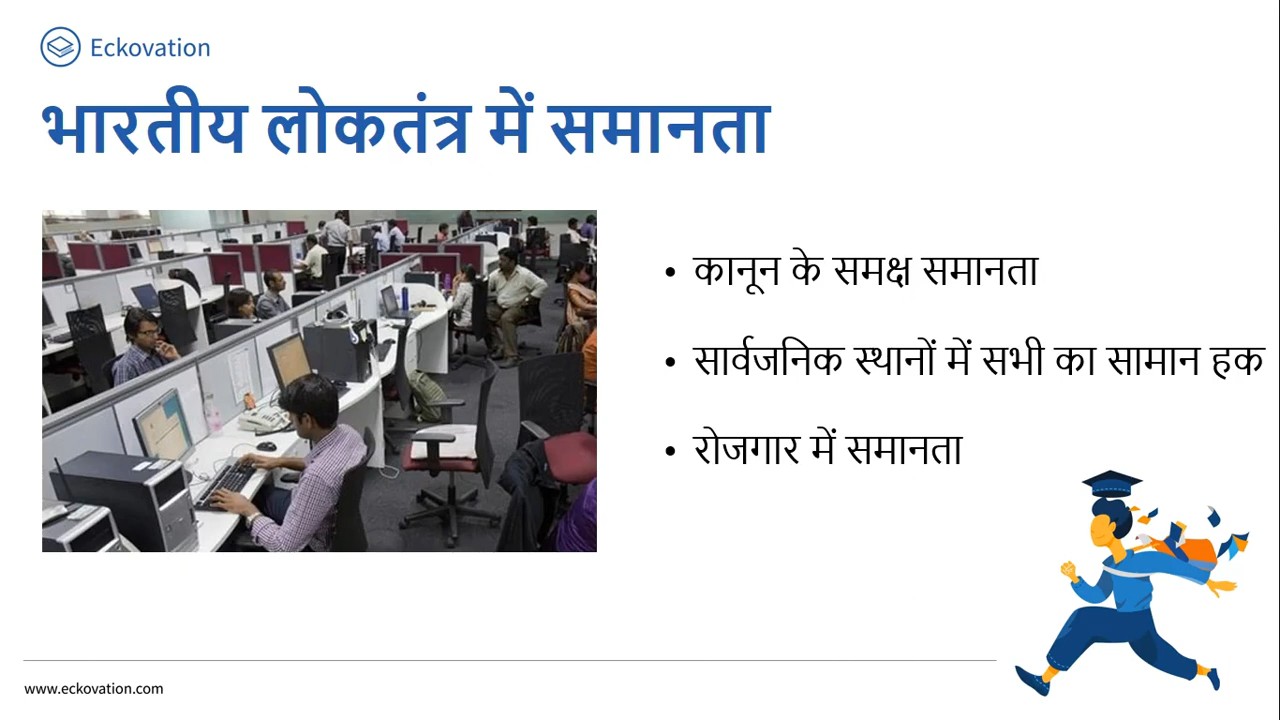 Eckovation
भारतीय लोकतंत्र में समानता
• कानून के समक्ष समानता
• सार्वजनिक स्थानों में सभी का सामान हक
• रोजगार में समानता
www.eckovation.com